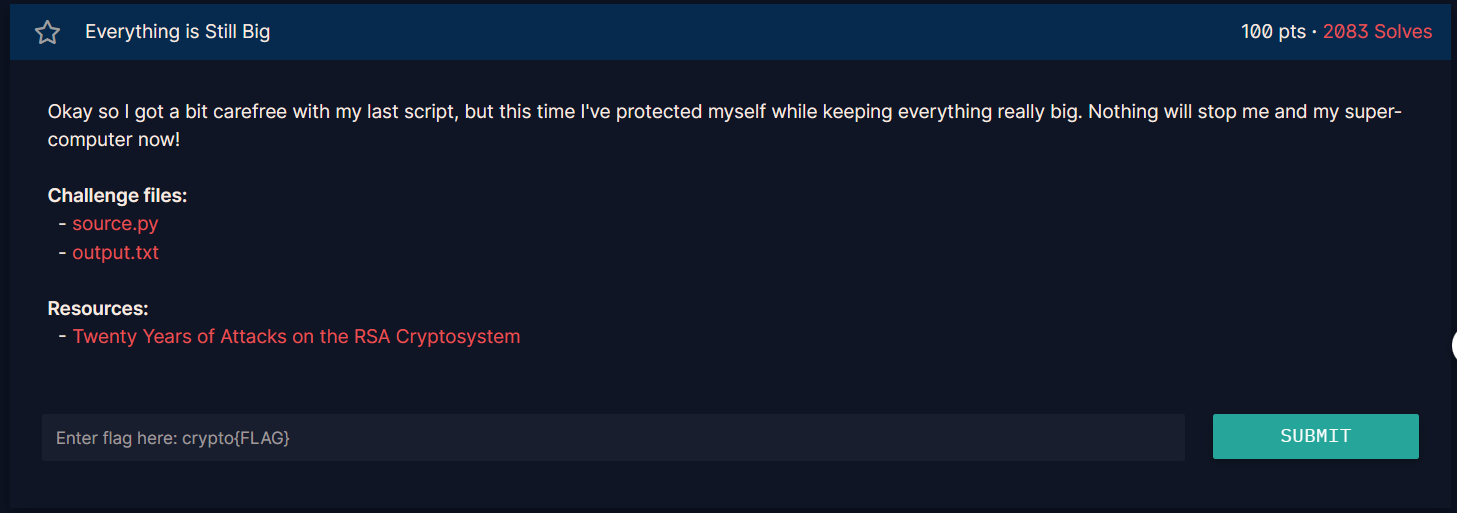 Everything is Still Big
100 pts · 2083 Solves
Okay so I got a bit carefree with my last script, but this time I've protected myself while keeping everything really big. Nothing will stop me and my super-
computer now!
Challenge files:
- source.py
- output.txt
Resources:
- Twenty Years of Attacks on the RSA Cryptosystem
Enter flag here: crypto{FLAG}
SUBMIT